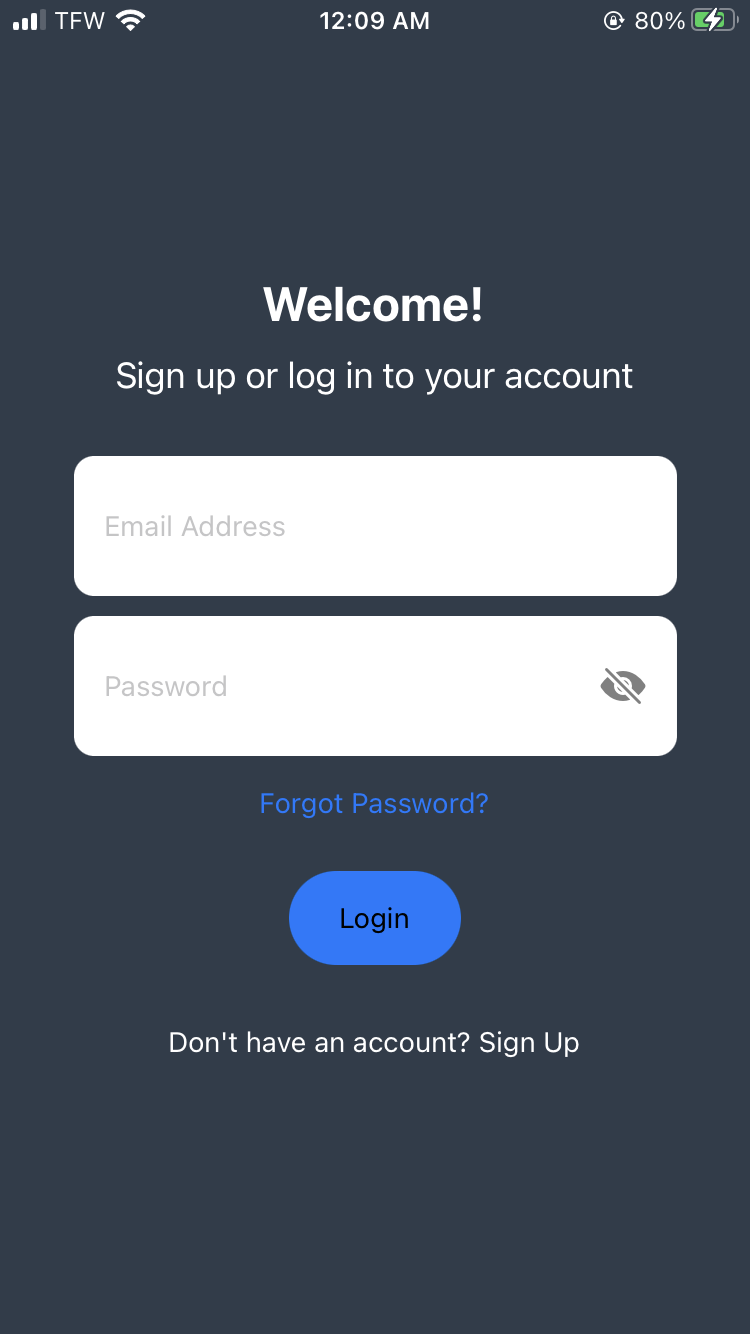 TFW 12:09 AM 80%
Welcome!
Sign up or log in to your account
Email Address
Password
Forgot Password?
Login
Don't have an account? Sign Up